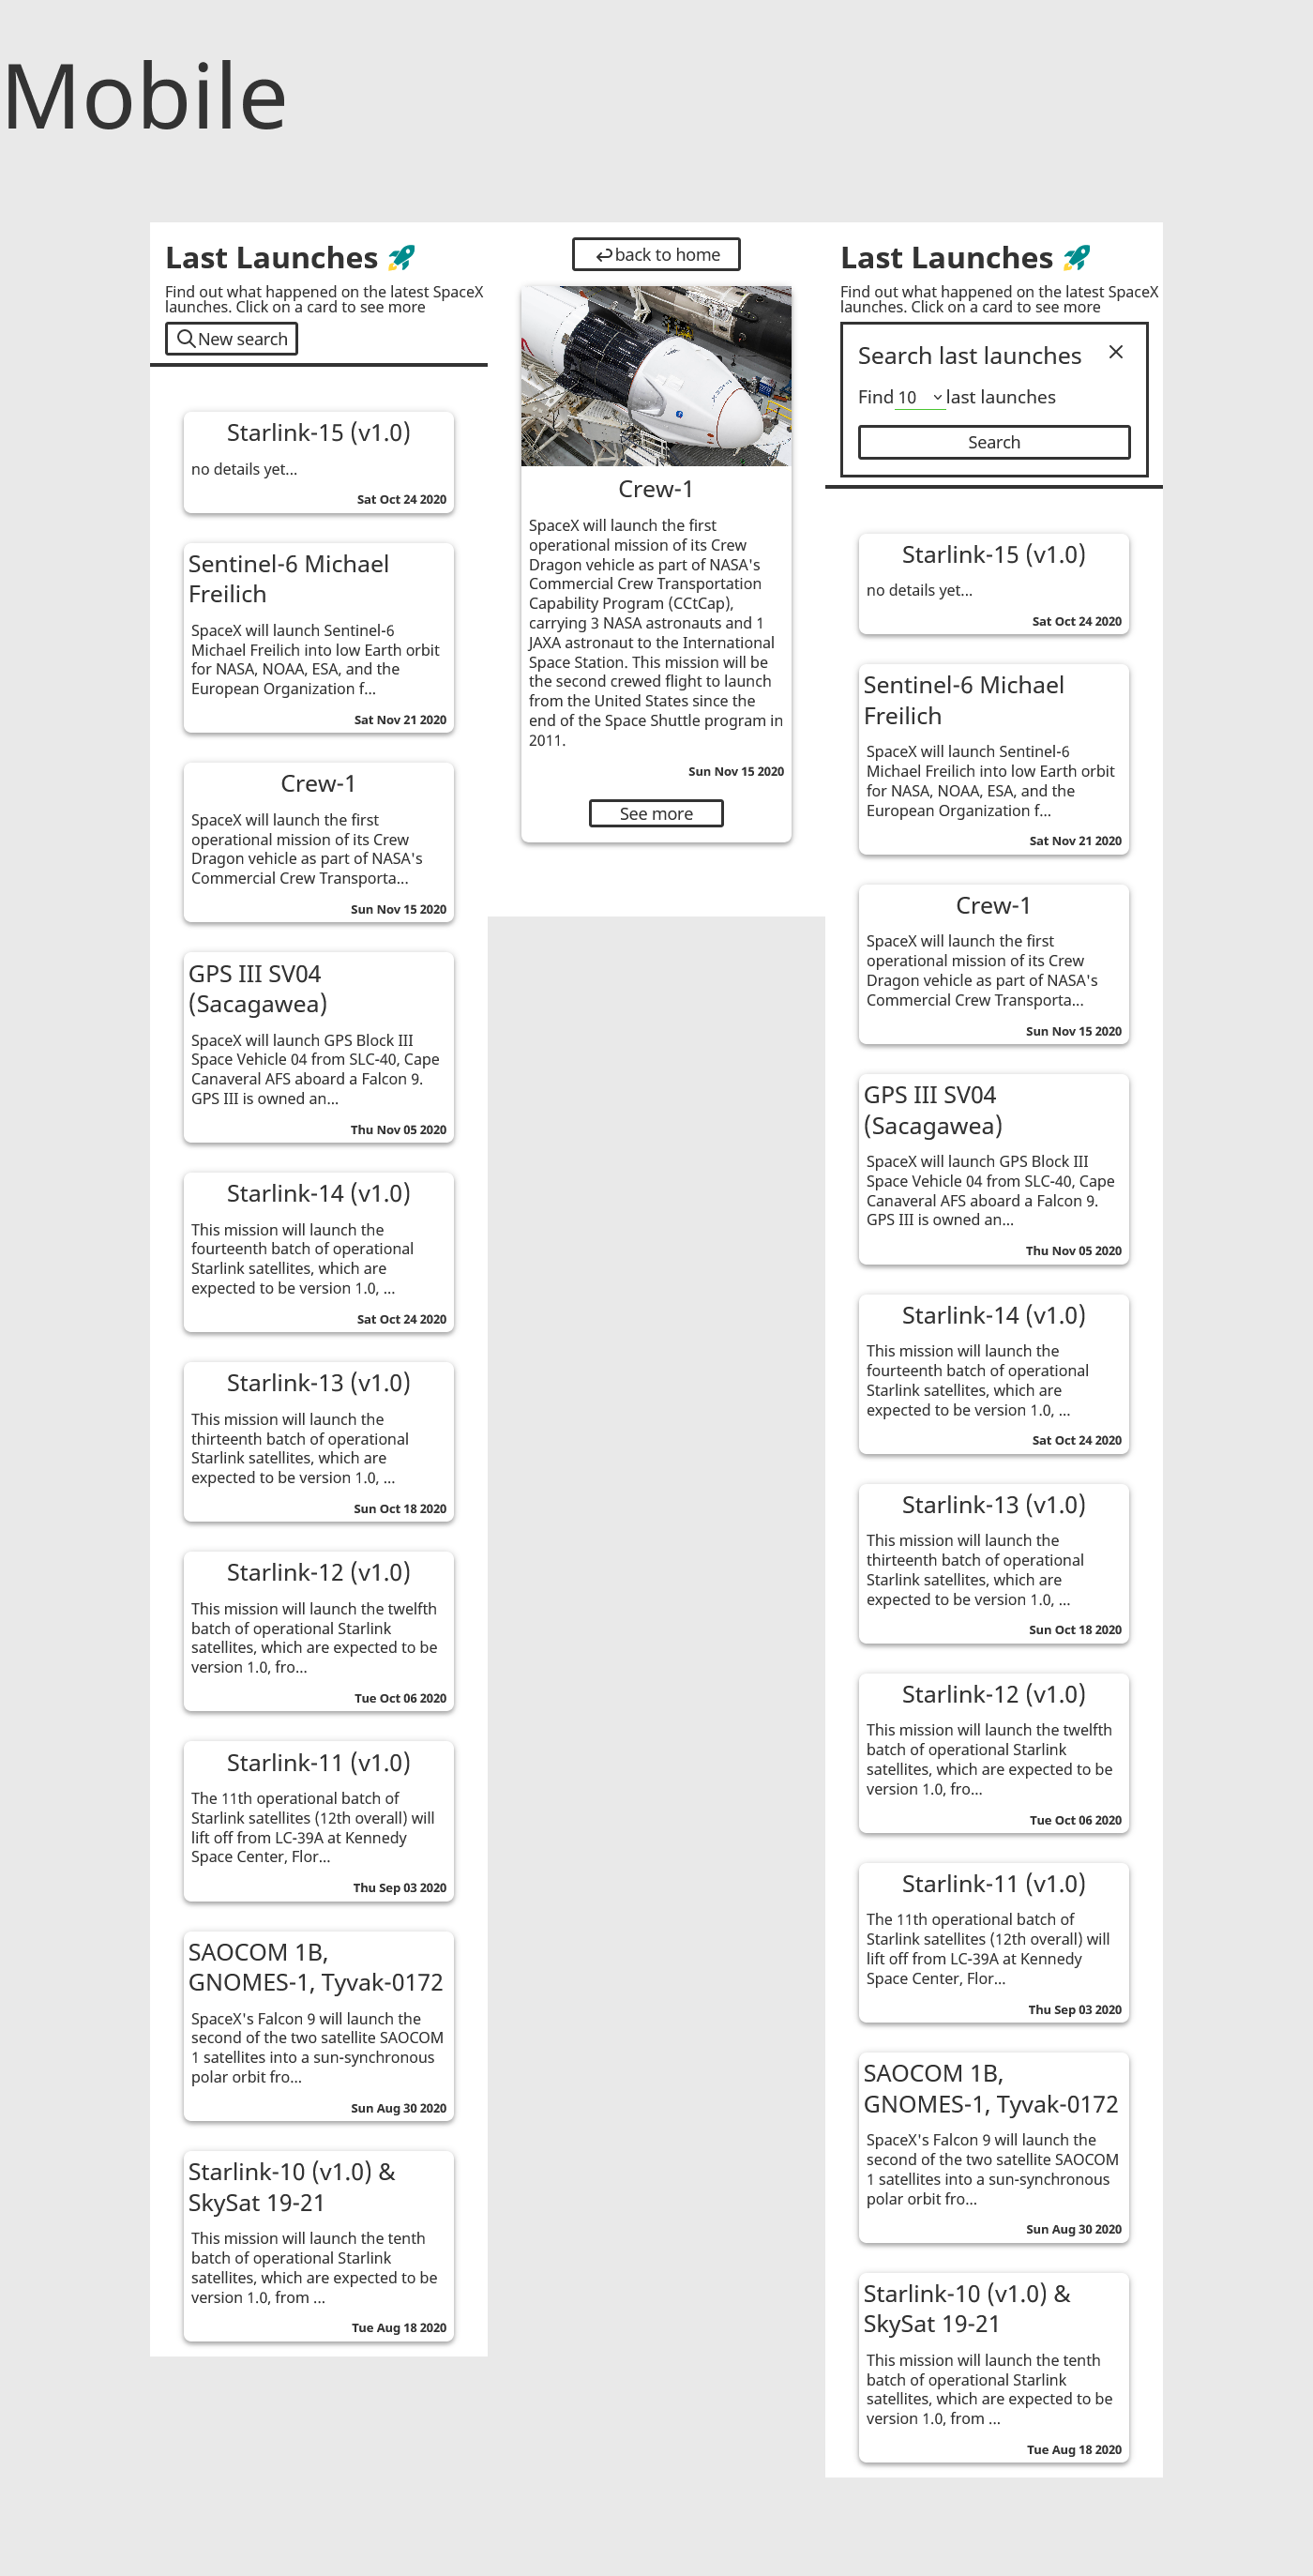 Mobile
Last Launches
Find out what happened on the latest SpaceX
launches. Click on a card to see more
New search
Starlink-15 (v1.0)
no details yet...
Sat Oct 24 2020
Sentinel-6 Michael
Freilich
SpaceX will launch Sentinel-6
Michael Freilich into low Earth orbit
for NASA, NOAA, ESA, and the
European Organization f...
Sat Nov 21 2020
Crew-1
SpaceX will launch the first
operational mission of its Crew
Dragon vehicle as part of NASA's
Commercial Crew Transporta...
Sun Nov 15 2020
GPS III SV04
(Sacagawea)
SpaceX will launch GPS Block III
Space Vehicle 04 from SLC-40, Cape
Canaveral AFS aboard a Falcon 9.
GPS III is owned an...
Thu Nov 05 2020
Starlink-14 (v1.0)
This mission will launch the
fourteenth batch of operational
Starlink satellites, which are
expected to be version 1.0, ...
Sat Oct 24 2020
Starlink-13 (v1.0)
This mission will launch the
thirteenth batch of operational
Starlink satellites, which are
expected to be version 1.0, ...
Sun Oct 18 2020
Starlink-12 (v1.0)
This mission will launch the twelfth
batch of operational Starlink
satellites, which are expected to be
version 1.0, fro...
Tue Oct 06 2020
Starlink-11 (v1.0)
The 11th operational batch of
Starlink satellites (12th overall) will
lift off from LC-39A at Kennedy
Space Center, Flor...
Thu Sep 03 2020
SAOCOM 1B,
GNOMES-1, Tyvak-0172
SpaceX's Falcon 9 will launch the
second of the two satellite SAOCOM
1 satellites into a sun-synchronous
polar orbit fro...
Sun Aug 30 2020
Starlink-10 (v1.0) &
SkySat 19-21
This mission will launch the tenth
batch of operational Starlink
satellites, which are expected to be
version 1.0, from ...
Tue Aug 18 2020
back to home
Crew-1
SpaceX will launch the first
operational mission of its Crew
Dragon vehicle as part of NASA's
Commercial Crew Transportation
Capability Program (CCtCap),
carrying 3 NASA astronauts and 1
JAXA astronaut to the International
Space Station. This mission will be
the second crewed flight to launch
from the United States since the
end of the Space Shuttle program in
2011.
Sun Nov 15 2020
See more
Last Launches
Find out what happened on the latest SpaceX
launches. Click on a card to see more
Search last launches
Find 10 last launches
Search
Starlink-15 (v1.0)
no details yet...
Sat Oct 24 2020
Sentinel-6 Michael
Freilich
SpaceX will launch Sentinel-6
Michael Freilich into low Earth orbit
for NASA, NOAA, ESA, and the
European Organization f...
Sat Nov 21 2020
Crew-1
SpaceX will launch the first
operational mission of its Crew
Dragon vehicle as part of NASA's
Commercial Crew Transporta...
Sun Nov 15 2020
GPS III SV04
(Sacagawea)
SpaceX will launch GPS Block III
Space Vehicle 04 from SLC-40, Cape
Canaveral AFS aboard a Falcon 9.
GPS III is owned an...
Thu Nov 05 2020
Starlink-14 (v1.0)
This mission will launch the
fourteenth batch of operational
Starlink satellites, which are
expected to be version 1.0, ...
Sat Oct 24 2020
Starlink-13 (v1.0)
This mission will launch the
thirteenth batch of operational
Starlink satellites, which are
expected to be version 1.0, ...
Sun Oct 18 2020
Starlink-12 (v1.0)
This mission will launch the twelfth
batch of operational Starlink
satellites, which are expected to be
version 1.0, fro...
Tue Oct 06 2020
Starlink-11 (v1.0)
The 11th operational batch of
Starlink satellites (12th overall) will
lift off from LC-39A at Kennedy
Space Center, Flor...
Thu Sep 03 2020
SAOCOM 1B,
GNOMES-1, Tyvak-0172
SpaceX's Falcon 9 will launch the
second of the two satellite SAOCOM
1 satellites into a sun-synchronous
polar orbit fro...
Sun Aug 30 2020
Starlink-10 (v1.0) &
SkySat 19-21
This mission will launch the tenth
batch of operational Starlink
satellites, which are expected to be
version 1.0, from ...
Tue Aug 18 2020